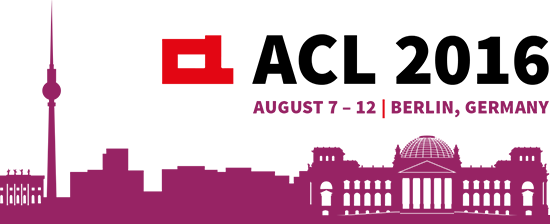 ACL 2016
AUGUST 7 – 12 | BERLIN, GERMANY